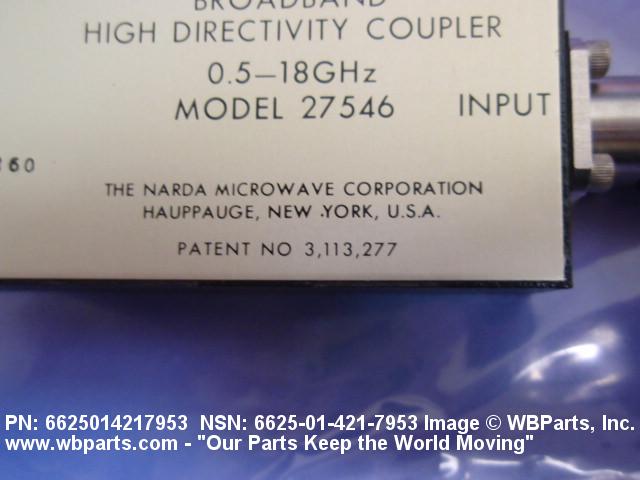 BROADBAND
HIGH DIRECTIVITY COUPLER
0.5—18GHz
MODEL 27546 INPUT
THE NARDA MICROWAVE CORPORATION
HAUPPAUGE, NEW YORK, U.S.A.
PATENT NO 3,113,277
PN: 6625014217953 NSN: 6625-01-421-7953 Image © WBParts, Inc.
www.wbparts.com - "Our Parts Keep the World Moving"